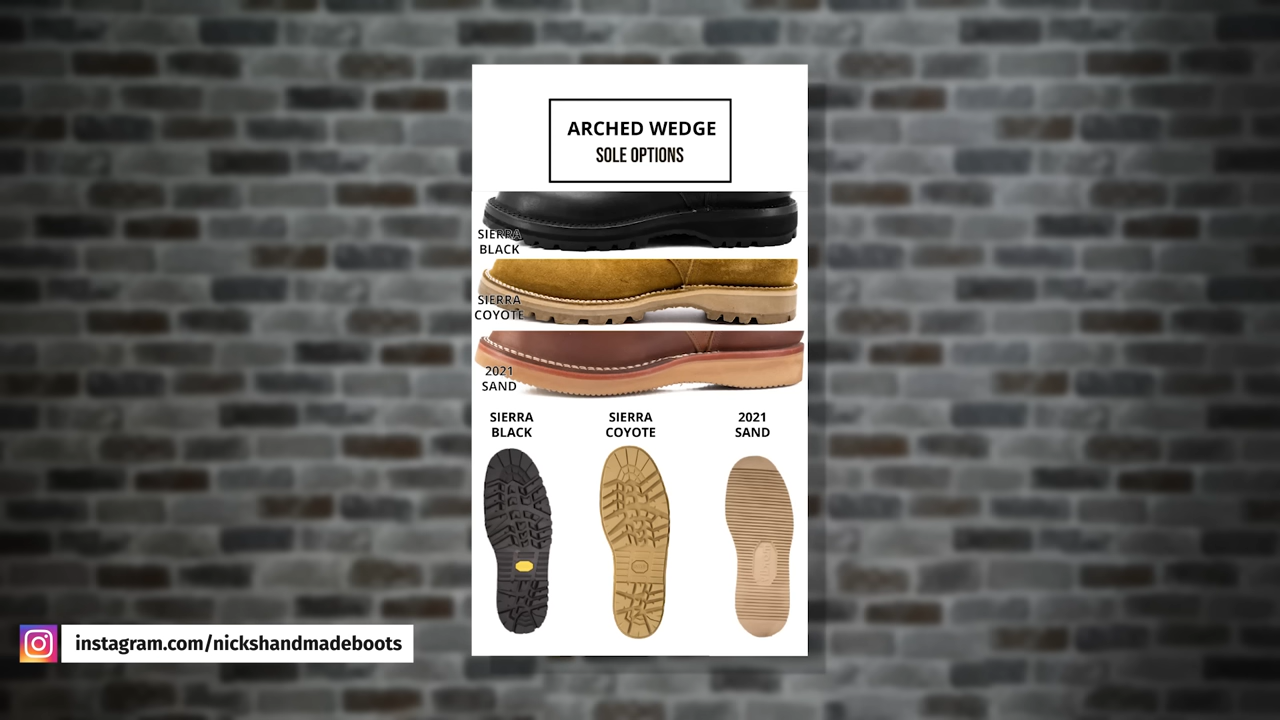 ARCHED WEDGE
SOLE OPTIONS
SIERRA
BLACK
SIERRA
COYOTE
2021
SAND
SIERRA
BLACK
SIERRA
COYOTE
2021
SAND
instagram.com/nickshandmadeboots